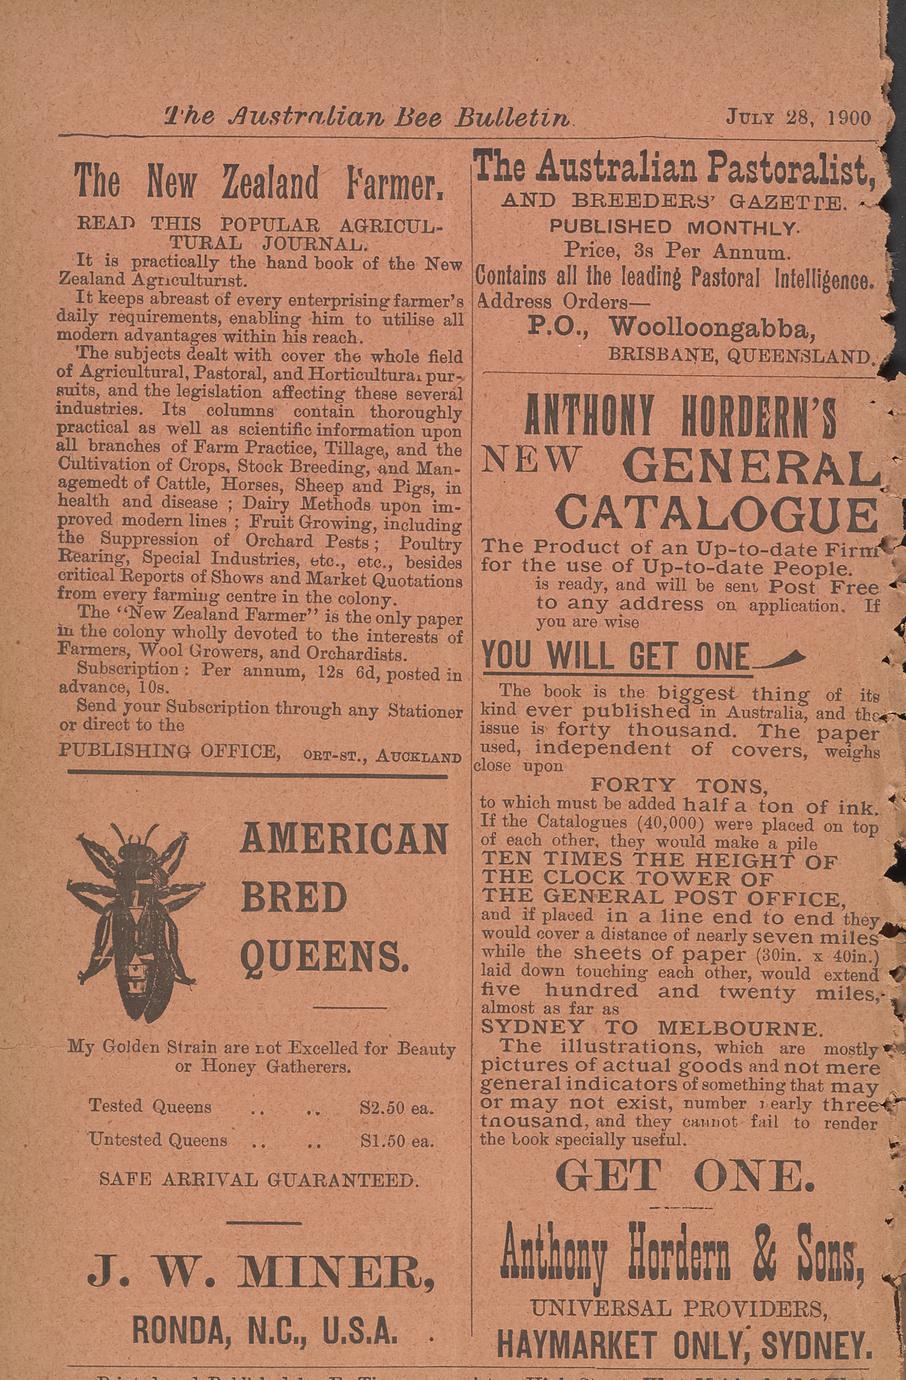 The Australian Bee Bulletin. JULY 28, 1900
The New Zealand Farmer.
READ THIS POPULAR AGRICUL-
TURAL JOURNAL.
It is practically the hand book of the New
Zealand Agriculturist.
It keeps abreast of every enterprising farmer's
daily requirements, enabling him to utilise all
modern advantages within his reach.
The subjects dealt with cover the whole field
of Agricultural, Pastoral, and Horticultural pur-
suits, and the legislation affecting these several
industries. Its columns contain thoroughly
practical as well as scientific information upon
all branches of Farm Practice, Tillage, and the
Cultivation of Crops, Stock Breeding, and Man-
agemedt of Cattle, Horses, Sheep and Pigs, in
health and disease ; Dairy Methods upon im-
proved modern lines ; Fruit Growing, including
the Suppression of Orchard Pests ; Poultry
Rearing, Special Industries, etc., etc., besides
critical Reports of Shows and Market Quotations
from every farming centre in the colony.
The "New Zealand Farmer" is the only paper
in the colony wholly devoted to the interests of
Farmers, Wool Growers, and Orchardists.
Subscription : Per annum, 12s 6d, posted in
advance, 10s.
Send your Subscription through any Stationer
or direct to the
PUBLISHING OFFICE, ORT-ST., AUCKLAND
AMERICAN
BRED
QUEENS.
My Golden Strain are not Excelled for Beauty
or Honey Gatherers.
Tested Queens .. .. S2.50 ea.
Untested Queens .. .. S1.50 ea.
SAFE ARRIVAL GUARANTEED.
J. W. MINER,
RONDA, N.C., U.S.A.
The Australian Pastoralist,
AND BREEDERS' GAZETTE.
PUBLISHED MONTHLY.
Price, 3s Per Annum.
Contains all the leading Pastoral Intelligence.
Address Orders—
P.O., Woolloongabba,
BRISBANE, QUEENSLAND.
ANTHONY HORDERN'S
NEW GENERAL
CATALOGUE
The Product of an Up-to-date Firm
for the use of Up-to-date People.
is ready, and will be sent Post Free
to any address on application. If
you are wise
YOU WILL GET ONE
The book is the biggest thing of its
kind ever published in Australia, and the
issue is forty thousand. The paper
used, independent of covers, weighs
close upon
FORTY TONS,
to which must be added half a ton of ink.
If the Catalogues (40,000) were placed on top
of each other, they would make a pile
TEN TIMES THE HEIGHT OF
THE CLOCK TOWER OF
THE GENERAL POST OFFICE,
and if placed in a line end to end they
would cover a distance of nearly seven miles
while the sheets of paper (30in. x 40in.)
laid down touching each other, would extend
five hundred and twenty miles,
almost as far as
SYDNEY TO MELBOURNE.
The illustrations, which are mostly
pictures of actual goods and not mere
general indicators of something that may
or may not exist, number nearly three
thousand, and they cannot fail to render
the book specially useful.
GET ONE.
Anthony Hordern & Sons,
UNIVERSAL PROVIDERS,
HAYMARKET ONLY, SYDNEY.